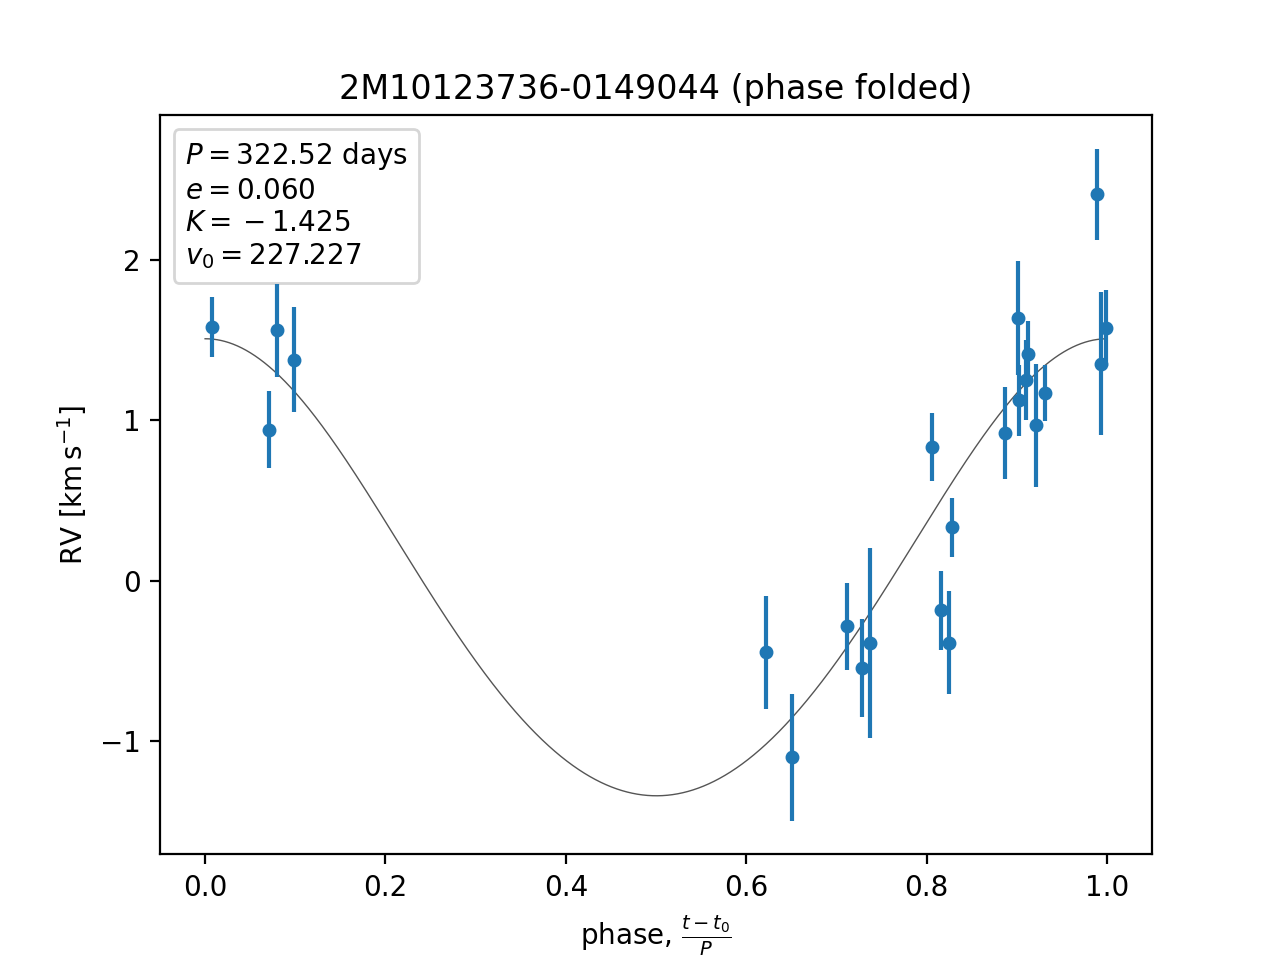 2M10123736-0149044 (phase folded)
P = 322.52 days
e = 0.060
K = −1.425
v₀ = 227.227
RV [km s⁻¹]
2
1
0
−1
0.0 0.2 0.4 0.6 0.8 1.0
phase, (t − t₀)/P